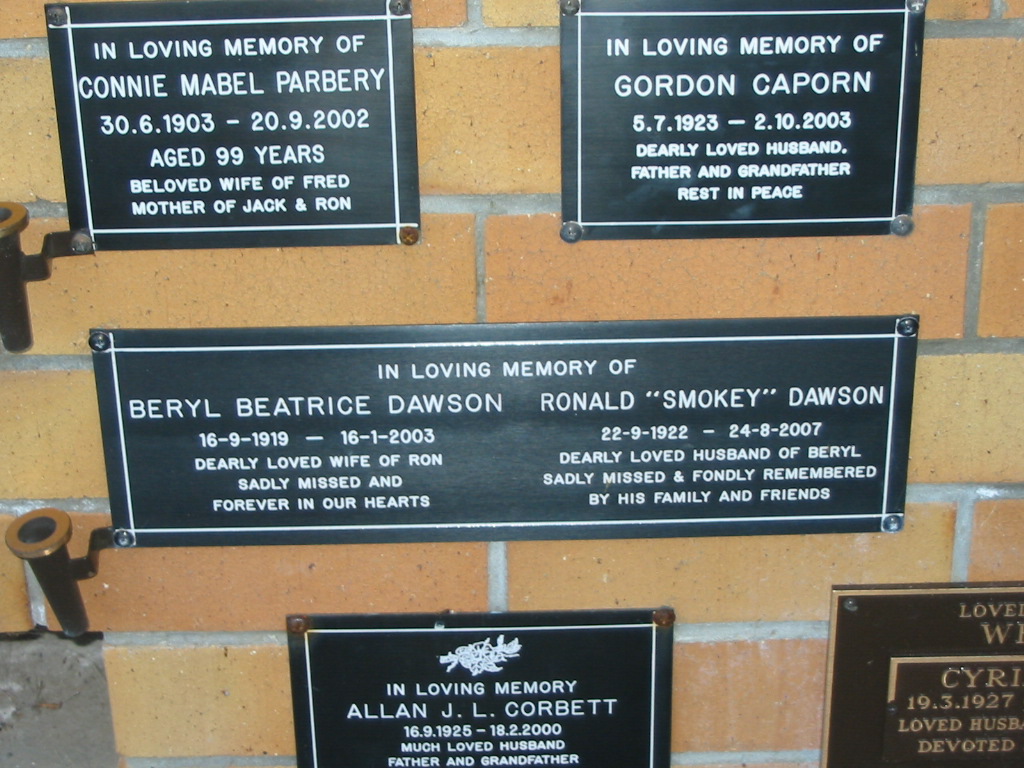 IN LOVING MEMORY OF
CONNIE MABEL PARBERY
30.6.1903 - 20.9.2002
AGED 99 YEARS
BELOVED WIFE OF FRED
MOTHER OF JACK & RON
IN LOVING MEMORY OF
GORDON CAPORN
5.7.1923 - 2.10.2003
DEARLY LOVED HUSBAND.
FATHER AND GRANDFATHER
REST IN PEACE
IN LOVING MEMORY OF
BERYL BEATRICE DAWSON
16-9-1919 - 16-1-2003
DEARLY LOVED WIFE OF RON
SADLY MISSED AND
FOREVER IN OUR HEARTS
RONALD "SMOKEY" DAWSON
22-9-1922 - 24-8-2007
DEARLY LOVED HUSBAND OF BERYL
SADLY MISSED & FONDLY REMEMBERED
BY HIS FAMILY AND FRIENDS
IN LOVING MEMORY
ALLAN J. L. CORBETT
16.9.1925 - 18.2.2000
MUCH LOVED HUSBAND
FATHER AND GRANDFATHER
19.3.1927
LOVED
DEVOTED